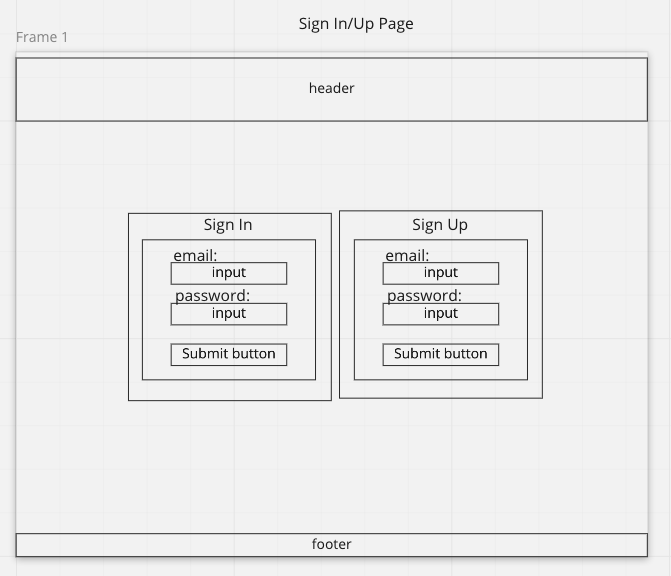 Sign In/Up Page
Frame 1
header
Sign In
email:
input
password:
input
Submit button
Sign Up
email:
input
password:
input
Submit button
footer